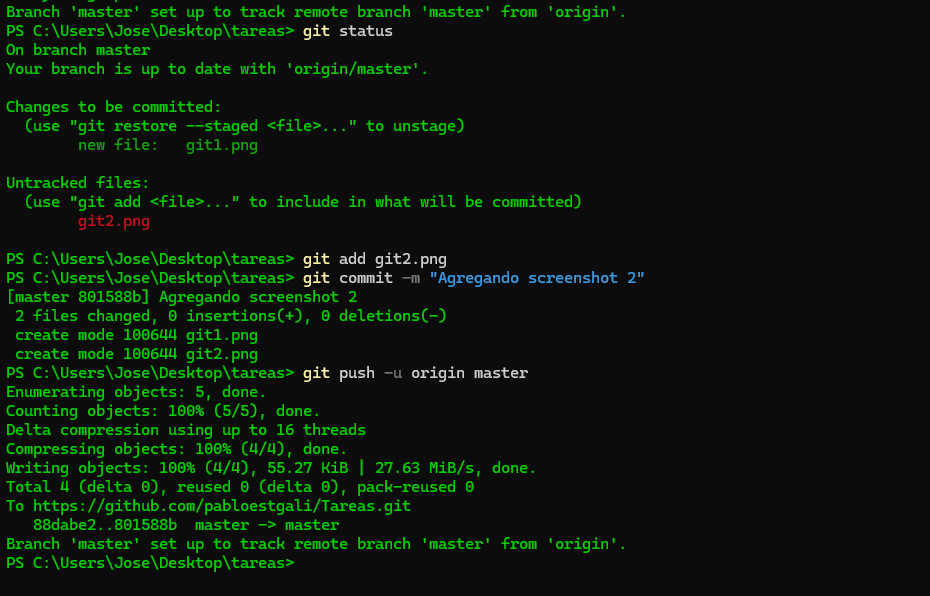 Branch 'master' set up to track remote branch 'master' from 'origin'.
PS C:\Users\Jose\Desktop\tareas> git status
On branch master
Your branch is up to date with 'origin/master'.
Changes to be committed:
  (use "git restore --staged <file>..." to unstage)
        new file:   git1.png
Untracked files:
  (use "git add <file>..." to include in what will be committed)
        git2.png
PS C:\Users\Jose\Desktop\tareas> git add git2.png
PS C:\Users\Jose\Desktop\tareas> git commit -m "Agregando screenshot 2"
[master 801588b] Agregando screenshot 2
 2 files changed, 0 insertions(+), 0 deletions(-)
 create mode 100644 git1.png
 create mode 100644 git2.png
PS C:\Users\Jose\Desktop\tareas> git push -u origin master
Enumerating objects: 5, done.
Counting objects: 100% (5/5), done.
Delta compression using up to 16 threads
Compressing objects: 100% (4/4), done.
Writing objects: 100% (4/4), 55.27 KiB | 27.63 MiB/s, done.
Total 4 (delta 0), reused 0 (delta 0), pack-reused 0
To https://github.com/pabloestgali/Tareas.git
   88dabe2..801588b  master -> master
Branch 'master' set up to track remote branch 'master' from 'origin'.
PS C:\Users\Jose\Desktop\tareas>